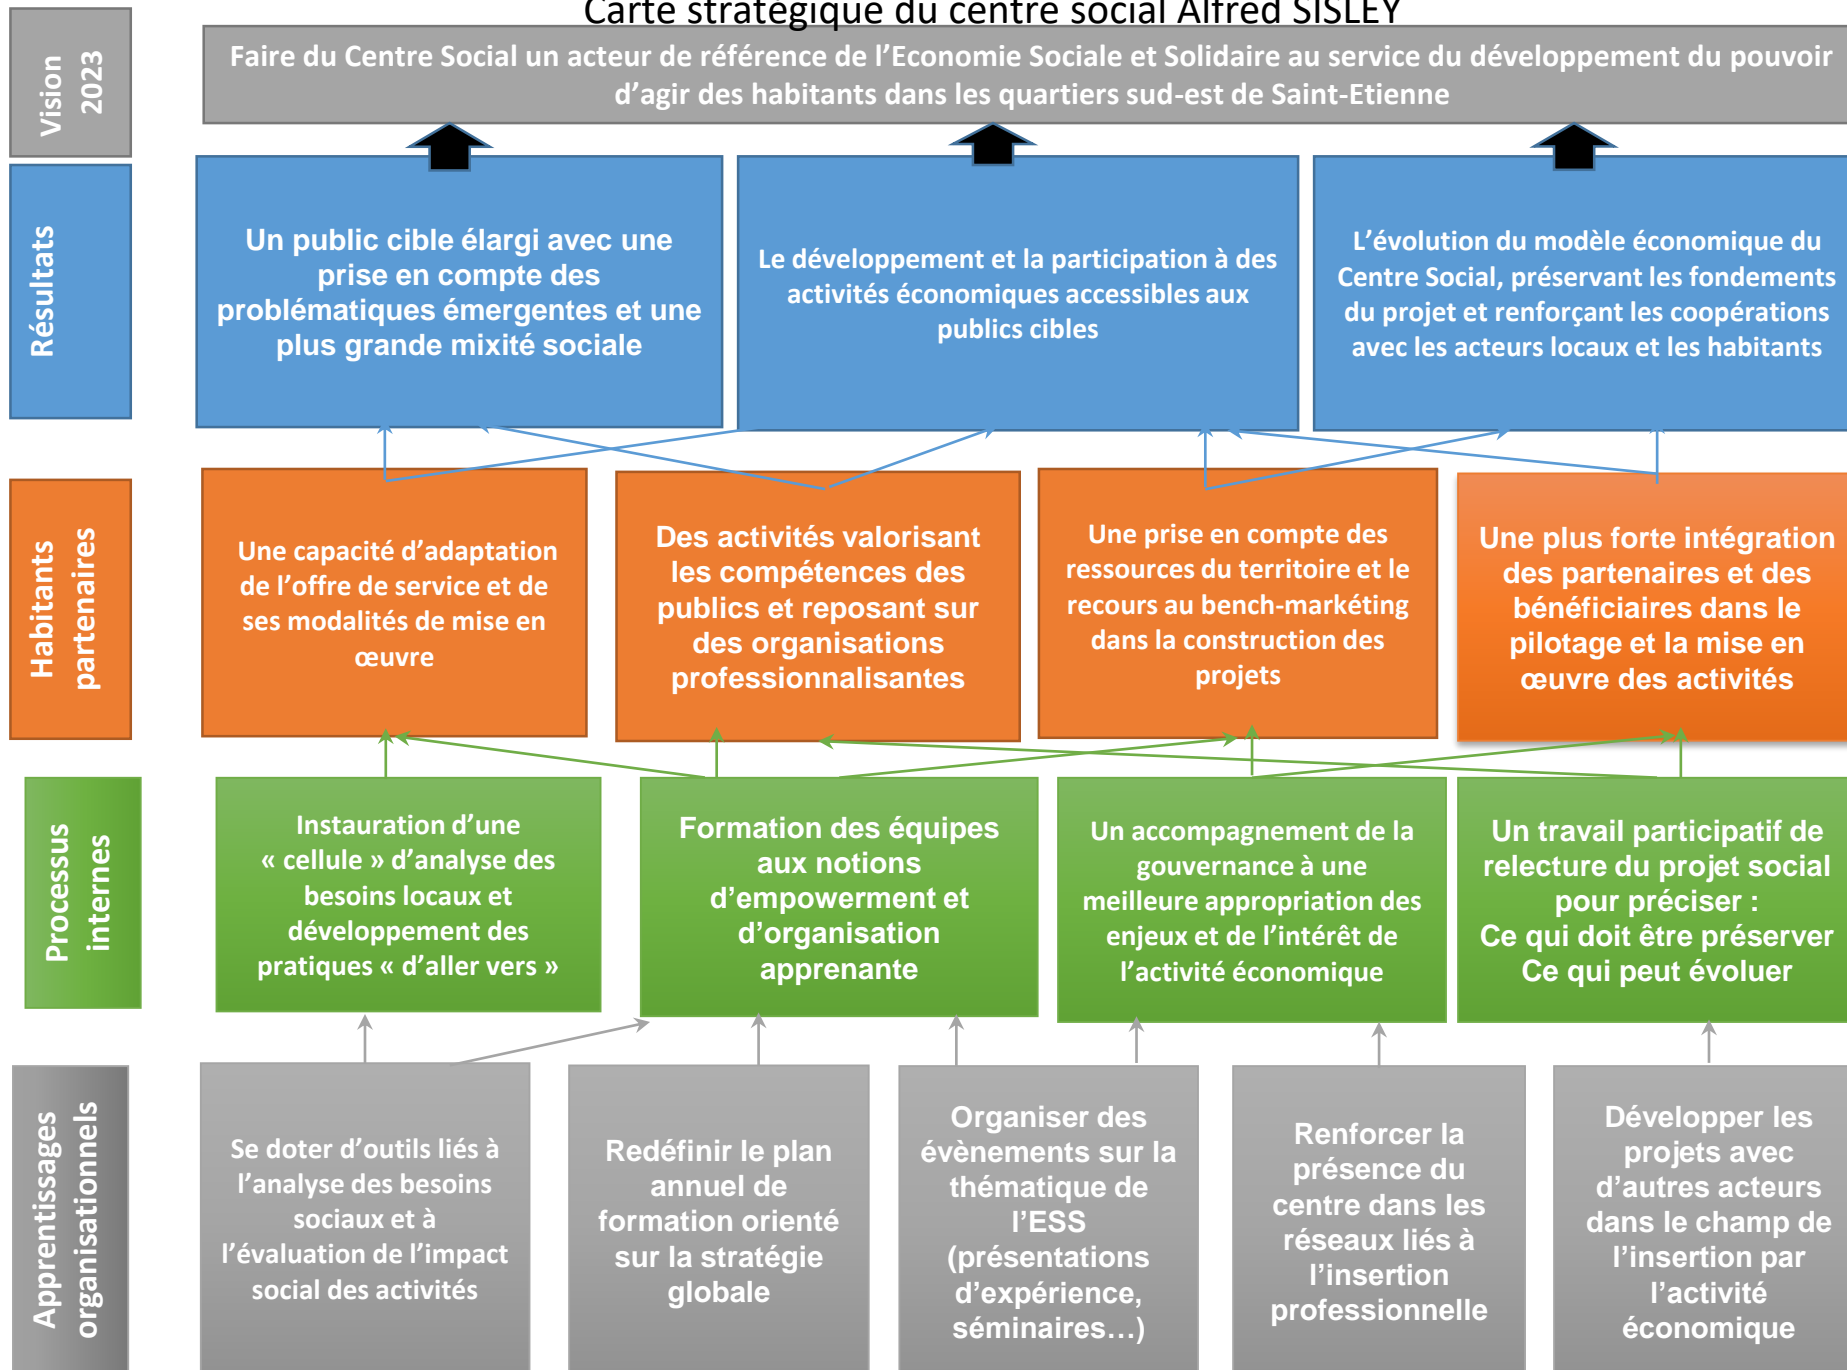 Carte stratégique du centre social Alfred SISLEY
Vision
2023
Faire du Centre Social un acteur de référence de l’Economie Sociale et Solidaire au service du développement du pouvoir
d’agir des habitants dans les quartiers sud-est de Saint-Etienne
Résultats
Un public cible élargi avec une
prise en compte des
problématiques émergentes et une
plus grande mixité sociale
Le développement et la participation à des
activités économiques accessibles aux
publics cibles
L’évolution du modèle économique du
Centre Social, préservant les fondements
du projet et renforçant les coopérations
avec les acteurs locaux et les habitants
Habitants
partenaires
Une capacité d’adaptation
de l’offre de service et de
ses modalités de mise en
œuvre
Des activités valorisant
les compétences des
publics et reposant sur
des organisations
professionnalisantes
Une prise en compte des
ressources du territoire et le
recours au bench-markéting
dans la construction des
projets
Une plus forte intégration
des partenaires et des
bénéficiaires dans le
pilotage et la mise en
œuvre des activités
Processus
internes
Instauration d’une
« cellule » d’analyse des
besoins locaux et
développement des
pratiques « d’aller vers »
Formation des équipes
aux notions
d’empowerment et
d’organisation
apprenante
Un accompagnement de la
gouvernance à une
meilleure appropriation des
enjeux et de l’intérêt de
l’activité économique
Un travail participatif de
relecture du projet social
pour préciser :
Ce qui doit être préserver
Ce qui peut évoluer
Apprentissages
organisationnels
Se doter d’outils liés à
l’analyse des besoins
sociaux et à
l’évaluation de l’impact
social des activités
Redéfinir le plan
annuel de
formation orienté
sur la stratégie
globale
Organiser des
évènements sur la
thématique de
l’ESS
(présentations
d’expérience,
séminaires…)
Renforcer la
présence du
centre dans les
réseaux liés à
l’insertion
professionnelle
Développer les
projets avec
d’autres acteurs
dans le champ de
l’insertion par
l’activité
économique